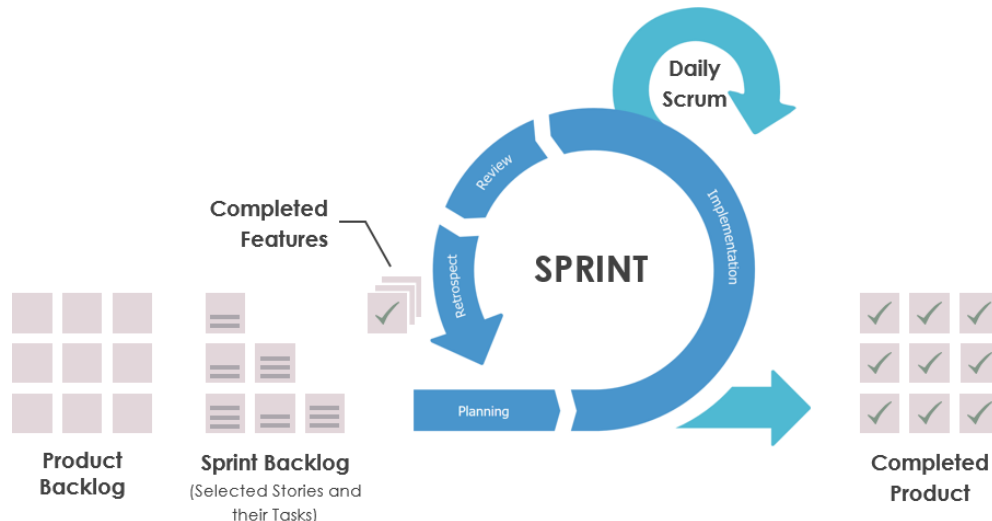 Daily
Scrum
Review
Implementation
Completed
Features
Retrospect
SPRINT
Planning
Product
Backlog
Sprint Backlog
(Selected Stories and
their Tasks)
Completed
Product